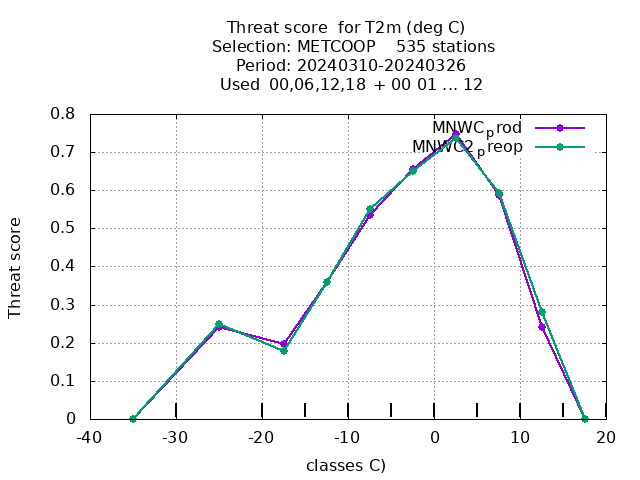 Threat score  for T2m (deg C)
Selection: METCOOP    535 stations
Period: 20240310-20240326
Used  00,06,12,18  + 00 01 ... 12
MNWCprod
MNWC2preop
Threat score
0.8
0.7
0.6
0.5
0.4
0.3
0.2
0.1
0
-40 -30 -20 -10 0 10 20
classes C)